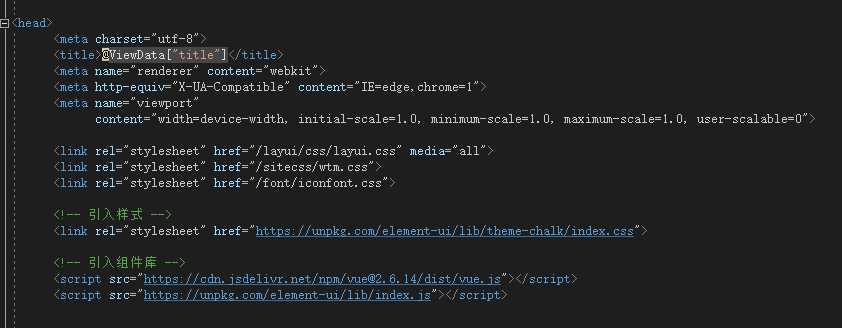 <head>
<meta charset="utf-8">
<title>@ViewData["title"]</title>
<meta name="renderer" content="webkit">
<meta http-equiv="X-UA-Compatible" content="IE=edge,chrome=1">
<meta name="viewport"
content="width=device-width, initial-scale=1.0, minimum-scale=1.0, maximum-scale=1.0, user-scalable=0">
<link rel="stylesheet" href="/layui/css/layui.css" media="all">
<link rel="stylesheet" href="/sitecss/wtm.css">
<link rel="stylesheet" href="/font/iconfont.css">
<!-- 引入样式 -->
<link rel="stylesheet" href="https://unpkg.com/element-ui/lib/theme-chalk/index.css">
<!-- 引入组件库 -->
<script src="https://cdn.jsdelivr.net/npm/vue@2.6.14/dist/vue.js"></script>
<script src="https://unpkg.com/element-ui/lib/index.js"></script>